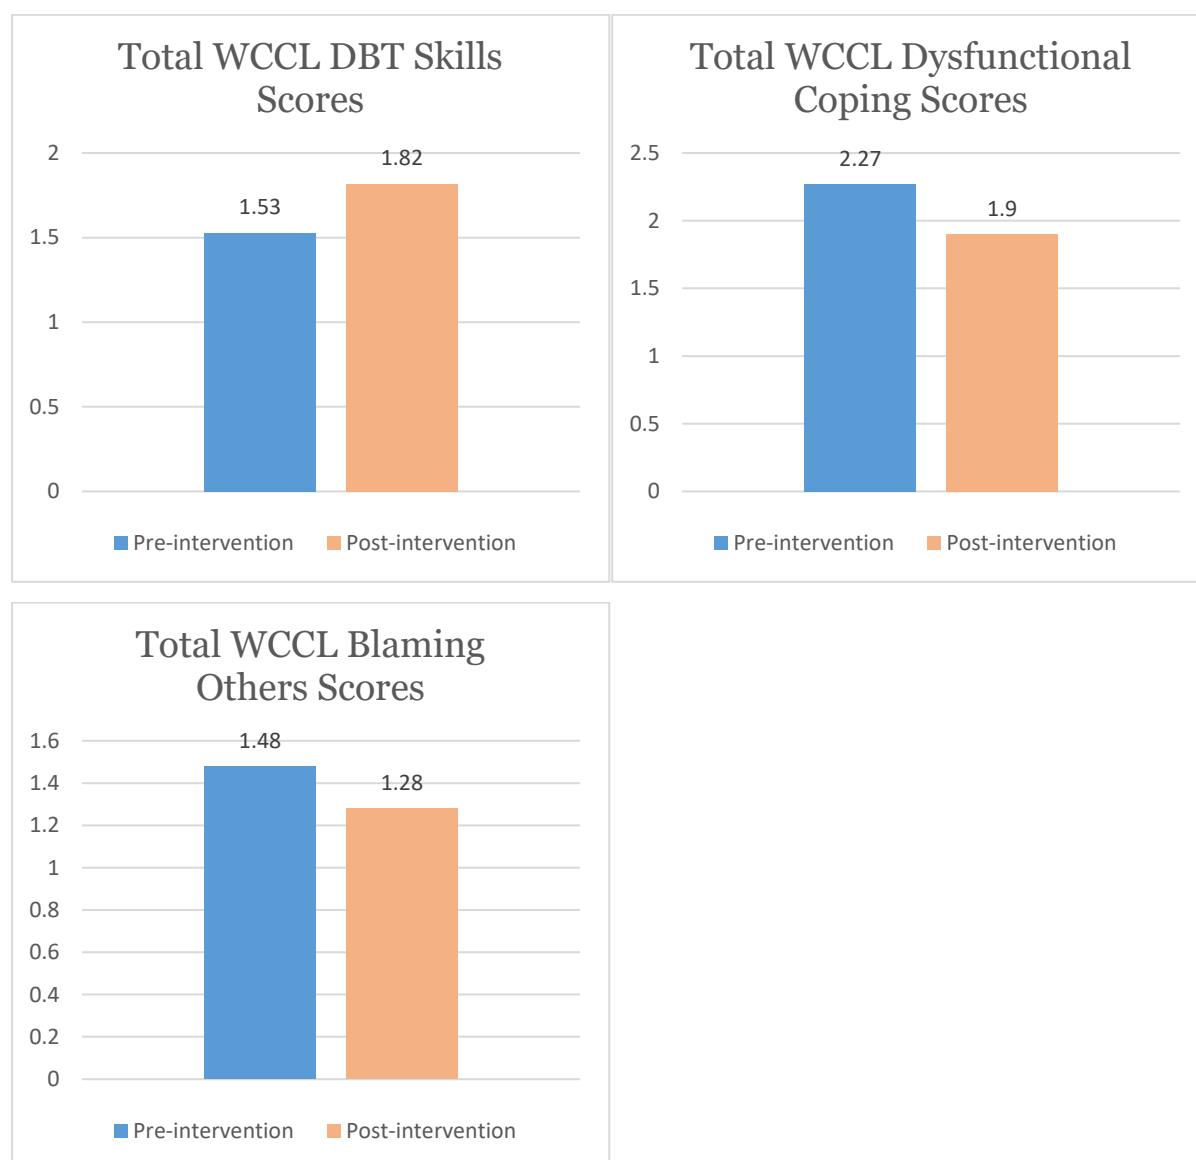 Total WCCL DBT Skills
Scores
2
1.82
1.53
1.5
1
0.5
0
Pre-intervention Post-intervention
Total WCCL Dysfunctional
Coping Scores
2.5
2.27
1.9
2
1.5
1
0.5
0
Pre-intervention Post-intervention
Total WCCL Blaming
Others Scores
1.6
1.48
1.4
1.28
1.2
1
0.8
0.6
0.4
0.2
0
Pre-intervention Post-intervention